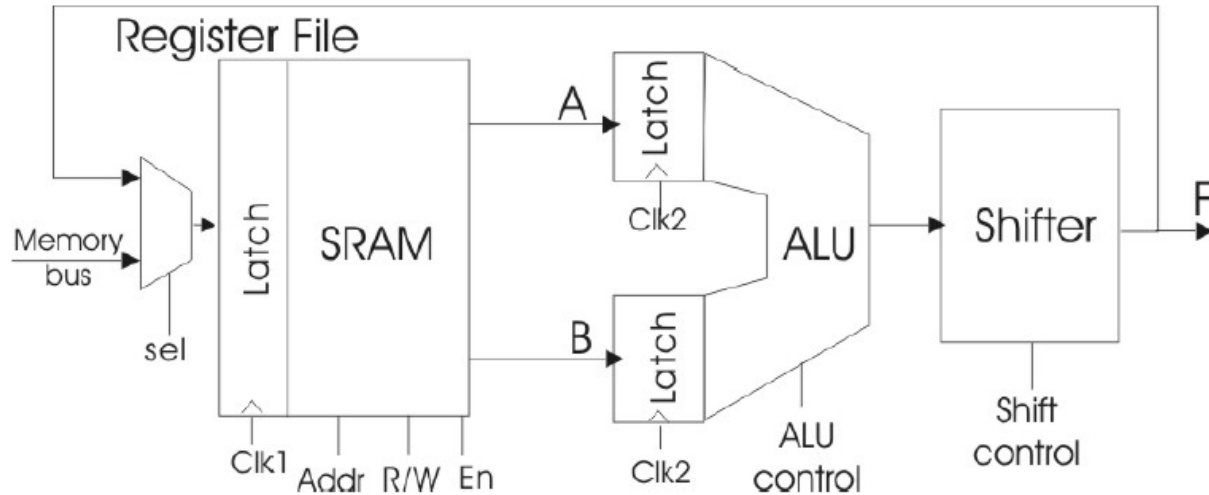 Register File
A
Latch
Clk2
Memory
bus
sel
Latch
SRAM
Clk1
Addr
R/W
En
B
Latch
Clk2
ALU
ALU
control
Shifter
Shift
control
F